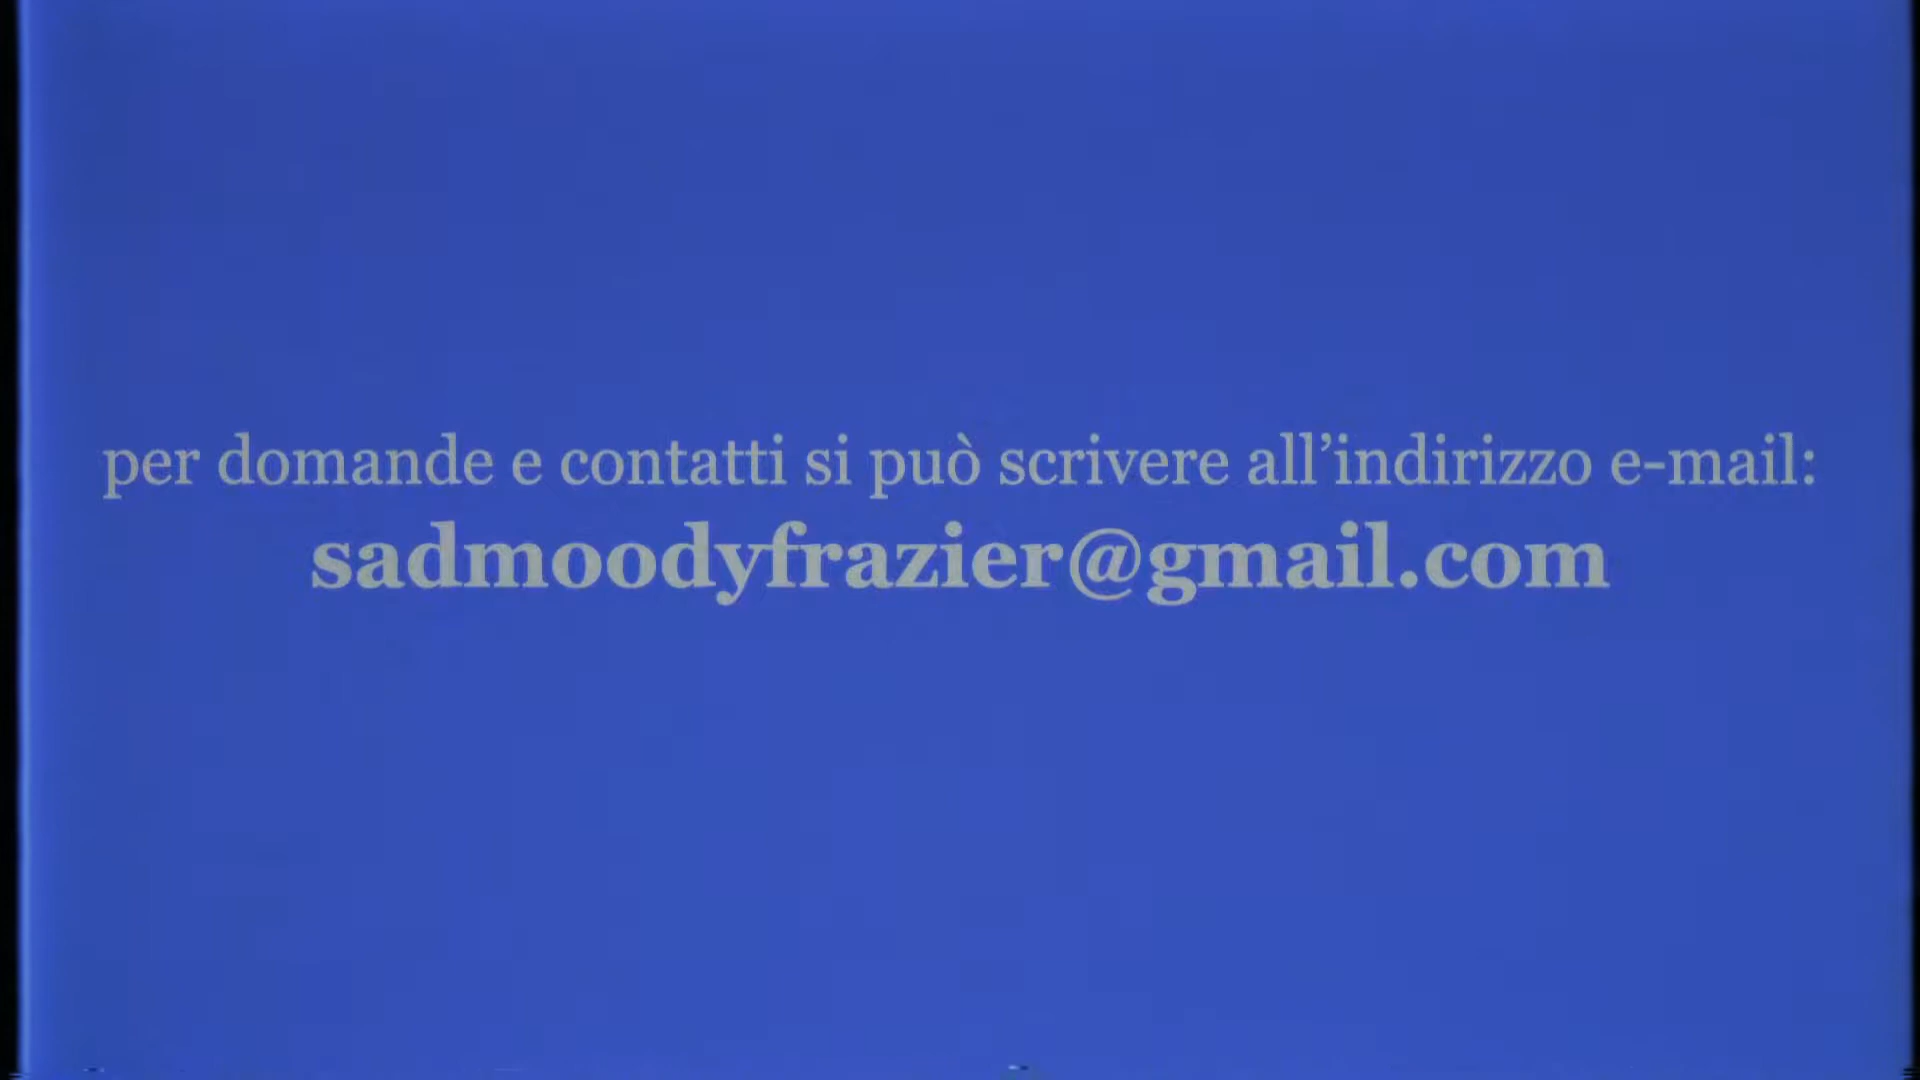 per domande e contatti si può scrivere all’indirizzo e-mail:
sadmoodyfrazier@gmail.com